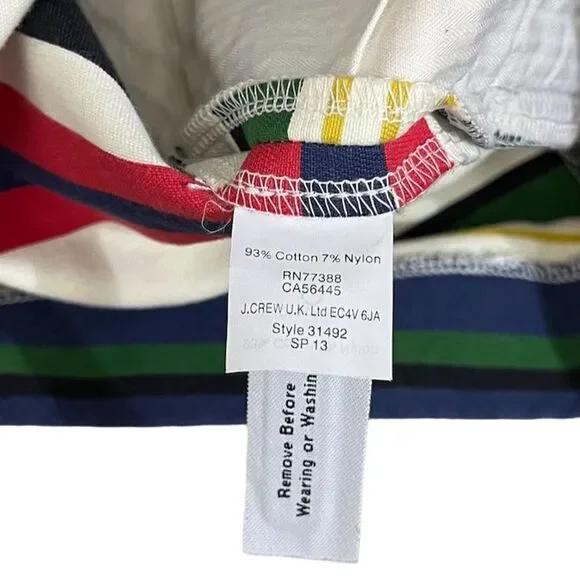 93% Cotton 7% Nylon
RN77388
CA56445
J.CREW U.K. Ltd EC4V 6JA
Style 31492
SP 13
Remove Before
Wearing or Washin